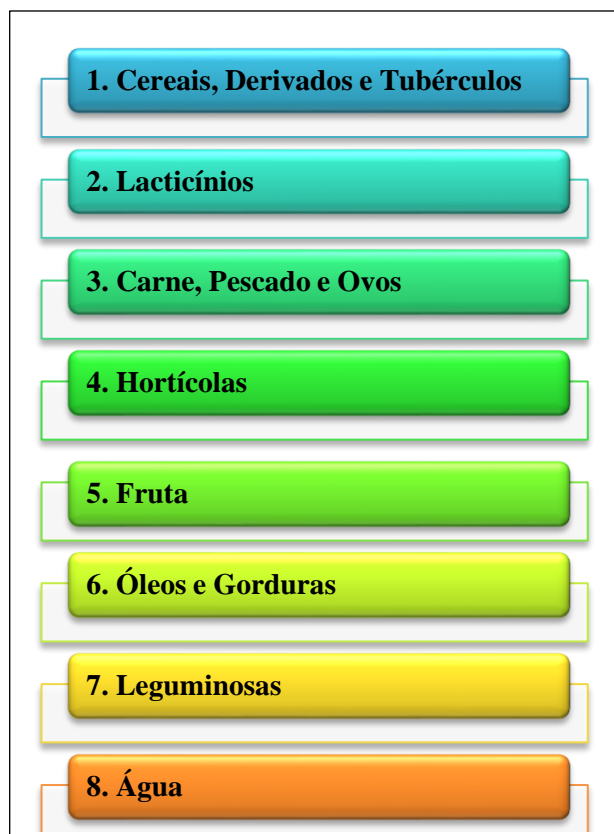 1. Cereais, Derivados e Tubérculos
2. Lacticínios
3. Carne, Pescado e Ovos
4. Hortícolas
5. Fruta
6. Óleos e Gorduras
7. Leguminosas
8. Água